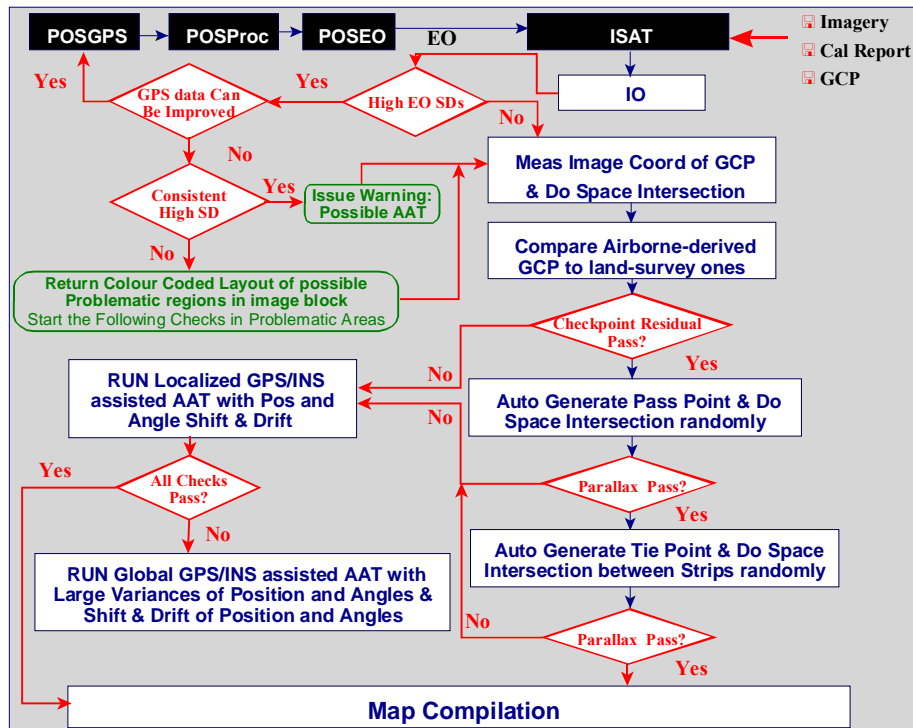 POSGPS
POSProc
POSEO
EO
ISAT
Imagery
Cal Report
GCP
IO
Yes
GPS data Can
Be Improved
Yes
High EO SDs
No
No
Meas Image Coord of GCP
& Do Space Intersection
Consistent
High SD
Yes
Issue Warning:
Possible AAT
No
Compare Airborne-derived
GCP to land-survey ones
Return Colour Coded Layout of possible
Problematic regions in image block
Start the Following Checks in Problematic Areas
Checkpoint Residual
Pass?
No
Yes
RUN Localized GPS/INS
assisted AAT with Pos and
Angle Shift & Drift
Auto Generate Pass Point & Do
Space Intersection randomly
No
Yes
All Checks
Pass?
Parallax Pass?
No
Yes
Auto Generate Tie Point & Do Space
Intersection between Strips randomly
RUN Global GPS/INS assisted AAT with
Large Variances of Position and Angles &
Shift & Drift of Position and Angles
No
Parallax Pass?
Yes
Map Compilation